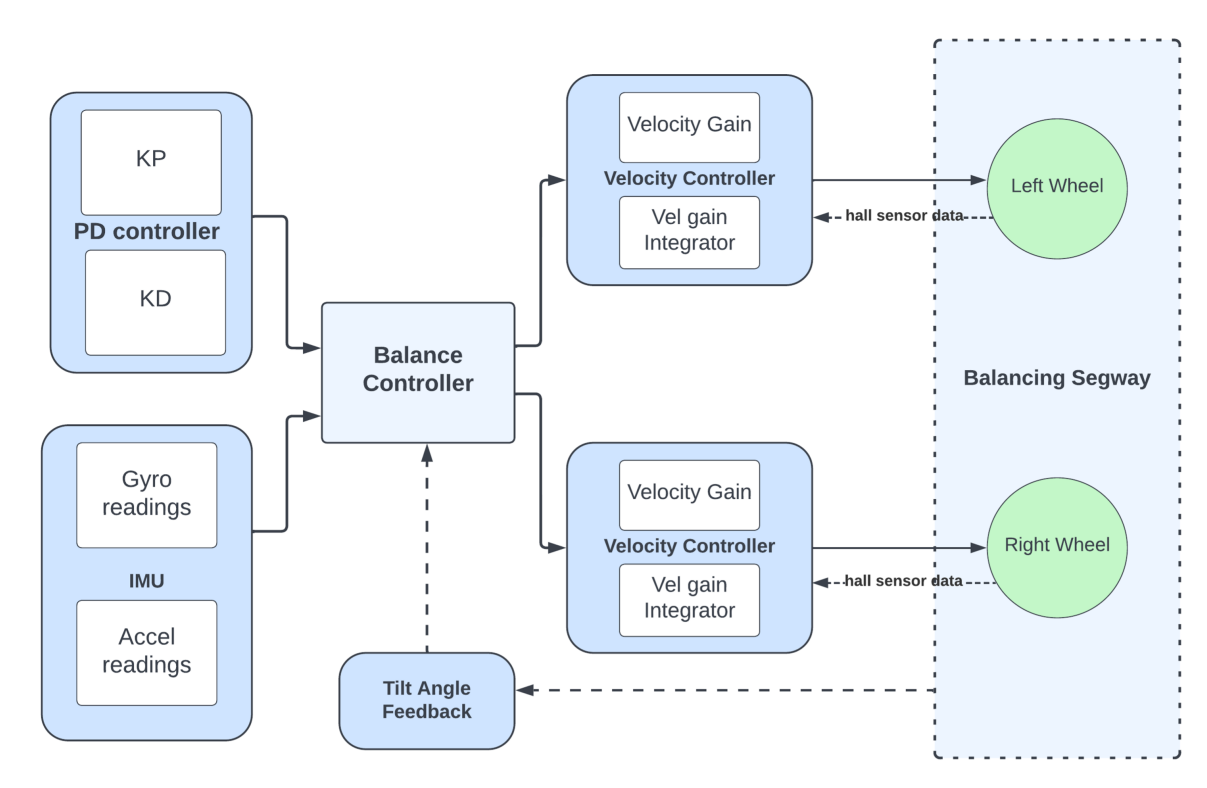 KP
PD controller
KD
Gyro
readings
IMU
Accel
readings
Balance
Controller
Tilt Angle
Feedback
Velocity Gain
Velocity Controller
Vel gain
Integrator
hall sensor data
Velocity Gain
Velocity Controller
Vel gain
Integrator
hall sensor data
Left Wheel
Balancing Segway
Right Wheel